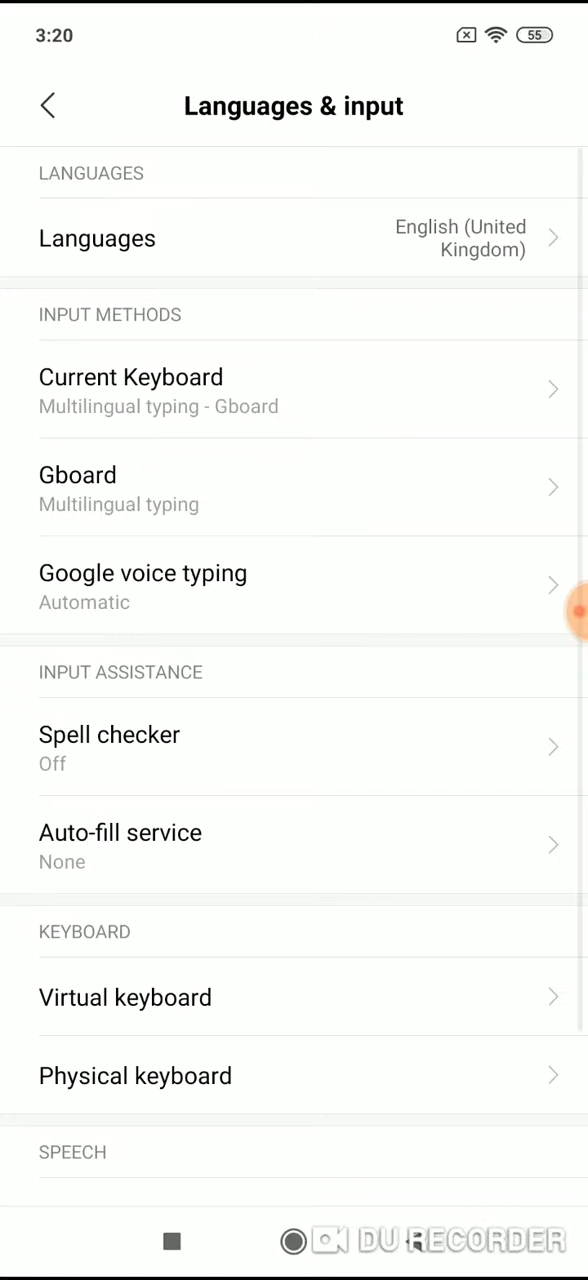 3:20
55
Languages & input
LANGUAGES
Languages
English (United
Kingdom)
INPUT METHODS
Current Keyboard
Multilingual typing - Gboard
Gboard
Multilingual typing
Google voice typing
Automatic
INPUT ASSISTANCE
Spell checker
Off
Auto-fill service
None
KEYBOARD
Virtual keyboard
Physical keyboard
SPEECH
DU RECORDER